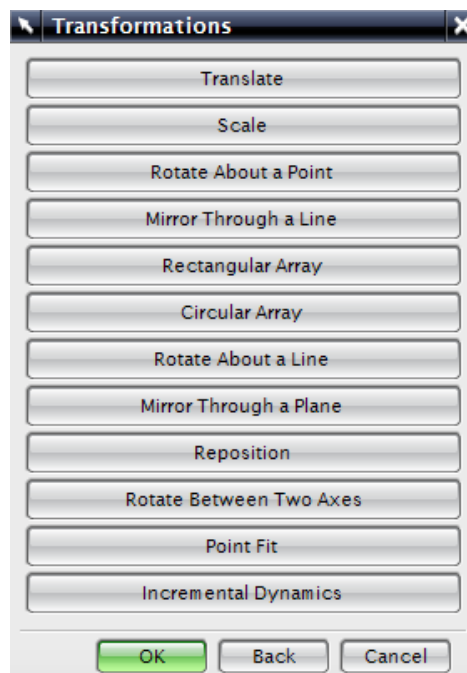 Transformations
Translate
Scale
Rotate About a Point
Mirror Through a Line
Rectangular Array
Circular Array
Rotate About a Line
Mirror Through a Plane
Reposition
Rotate Between Two Axes
Point Fit
Incremental Dynamics
OK Back Cancel